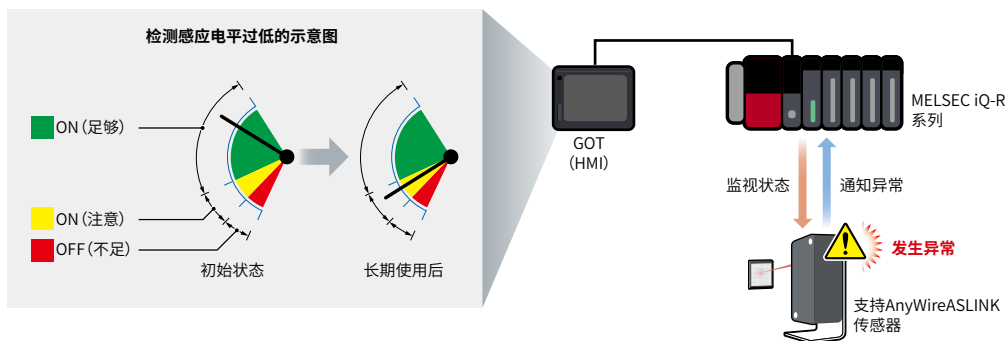 检测感应电平过低的示意图
ON（足够）
ON（注意）
OFF（不足）
初始状态
长期使用后
GOT
（HMI）
MELSEC iQ-R
系列
监视状态
通知异常
发生异常
支持AnyWireASLINK
传感器